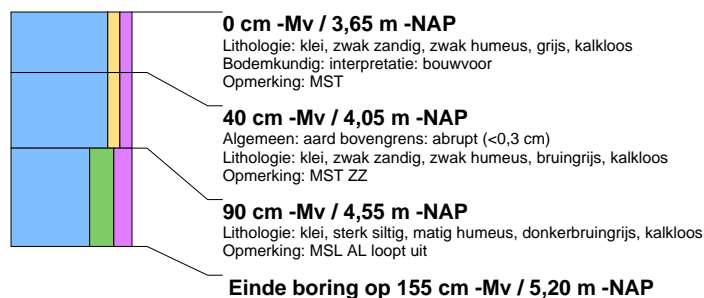 0 cm -Mv / 3,65 m -NAP
Lithologie: klei, zwak zandig, zwak humeus, grijs, kalkloos
Bodemkundig: interpretatie: bouwvoor
Opmerking: MST
40 cm -Mv / 4,05 m -NAP
Algemeen: aard bovengrens: abrupt (<0,3 cm)
Lithologie: klei, zwak zandig, zwak humeus, bruingrijs, kalkloos
Opmerking: MST ZZ
90 cm -Mv / 4,55 m -NAP
Lithologie: klei, sterk siltig, matig humeus, donkerbruingrijs, kalkloos
Opmerking: MSL AL loopt uit
Einde boring op 155 cm -Mv / 5,20 m -NAP